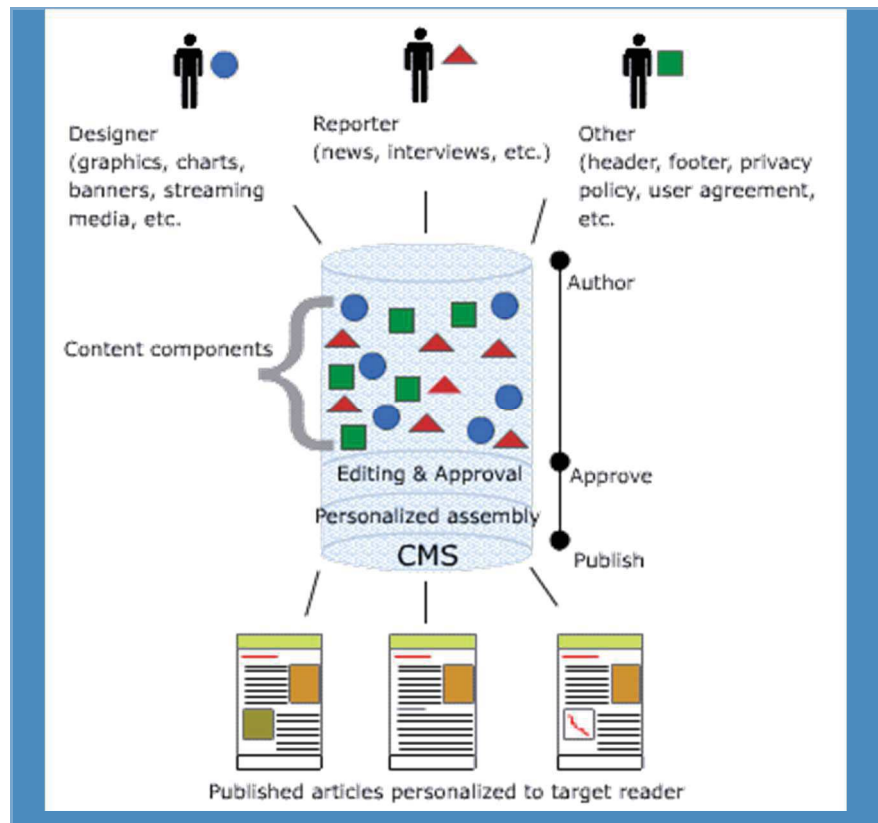 Designer
(graphics, charts,
banners, streaming
media, etc.
Reporter
(news, interviews, etc.)
Other
(header, footer, privacy
policy, user agreement,
etc.
Author
Content components
Editing & Approval
Approve
Personalized assembly
CMS
Publish
Published articles personalized to target reader